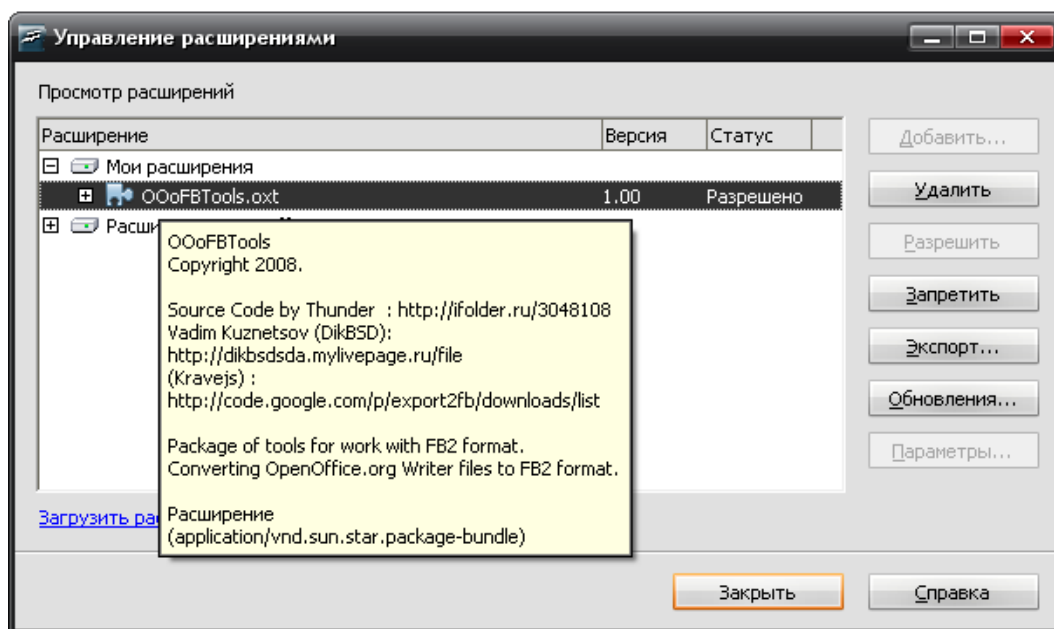 Управление расширениями
Просмотр расширений
Расширение Версия Статус
Мои расширения
OOoFBTools.oxt 1.00 Разрешено
OOoFBTools
Copyright 2008.
Source Code by Thunder : http://ifolder.ru/3048108
Vadim Kuznetsov (DikBSD):
http://dikbsdsda.mylivepage.ru/file
(Kravejs) :
http://code.google.com/p/export2fb/downloads/list
Package of tools for work with FB2 format.
Converting OpenOffice.org Writer files to FB2 format.
Расширение
(application/vnd.sun.star.package-bundle)
Загрузить
Добавить...
Удалить
Разрешить
Запретить
Экспорт...
Обновления...
Параметры...
Закрыть
Справка